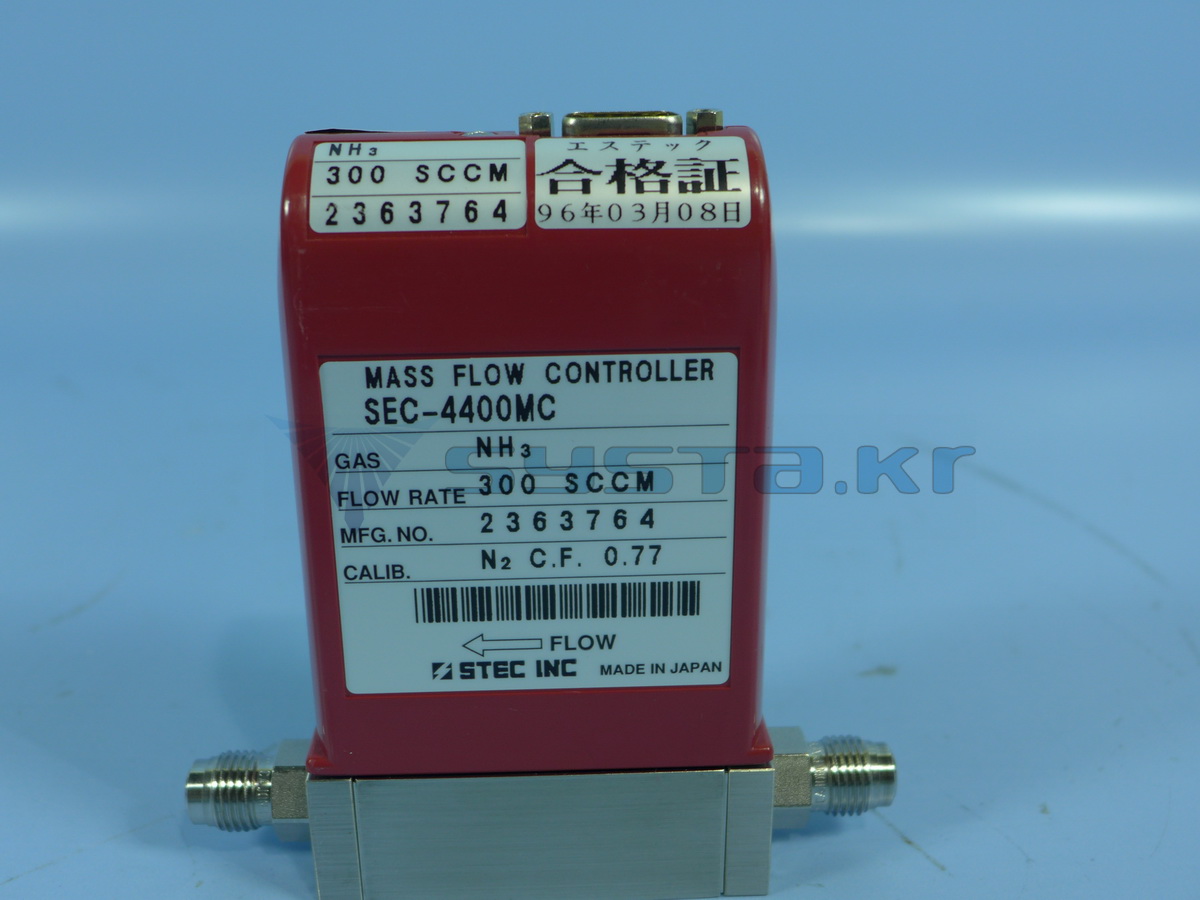 NH₃
300 SCCM
2363764
エステック
合格証
96年03月08日
MASS FLOW CONTROLLER
SEC-4400MC
GAS NH₃
FLOW RATE 300 SCCM
MFG. NO. 2363764
CALIB. N₂ C.F. 0.77
FLOW
STEC INC MADE IN JAPAN
systa.kr